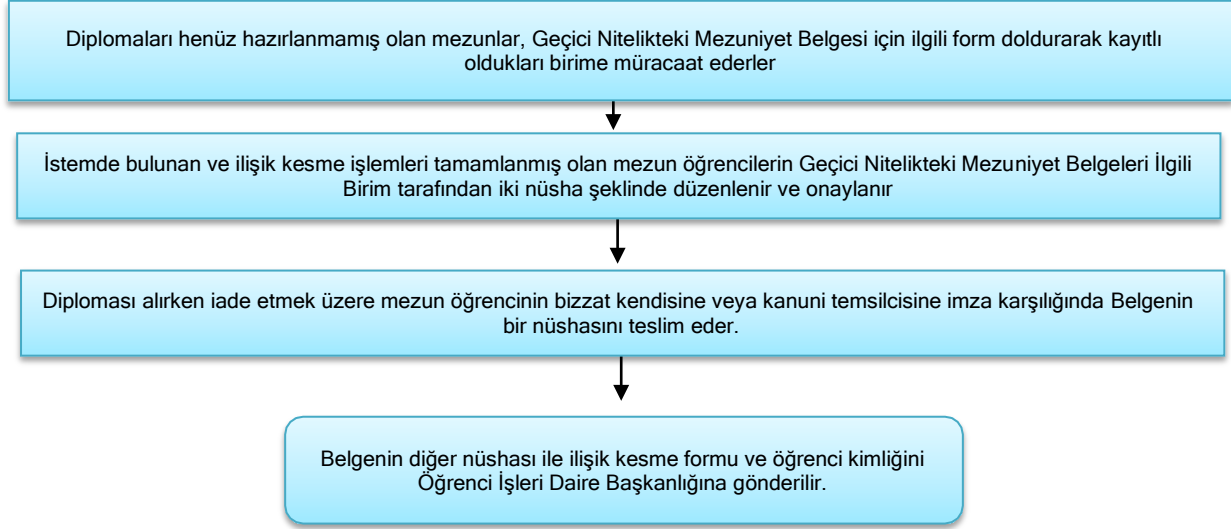 Diplomaları henüz hazırlanmamış olan mezunlar, Geçici Nitelikteki Mezuniyet Belgesi için ilgili form doldurarak kayıtlı
oldukları birime müracaat ederler
İstemde bulunan ve ilişik kesme işlemleri tamamlanmış olan mezun öğrencilerin Geçici Nitelikteki Mezuniyet Belgeleri İlgili
Birim tarafından iki nüsha şeklinde düzenlenir ve onaylanır
Diploması alırken iade etmek üzere mezun öğrencinin bizzat kendisine veya kanuni temsilcisine imza karşılığında Belgenin
bir nüshasını teslim eder.
Belgenin diğer nüshası ile ilişik kesme formu ve öğrenci kimliğini
Öğrenci İşleri Daire Başkanlığına gönderilir.